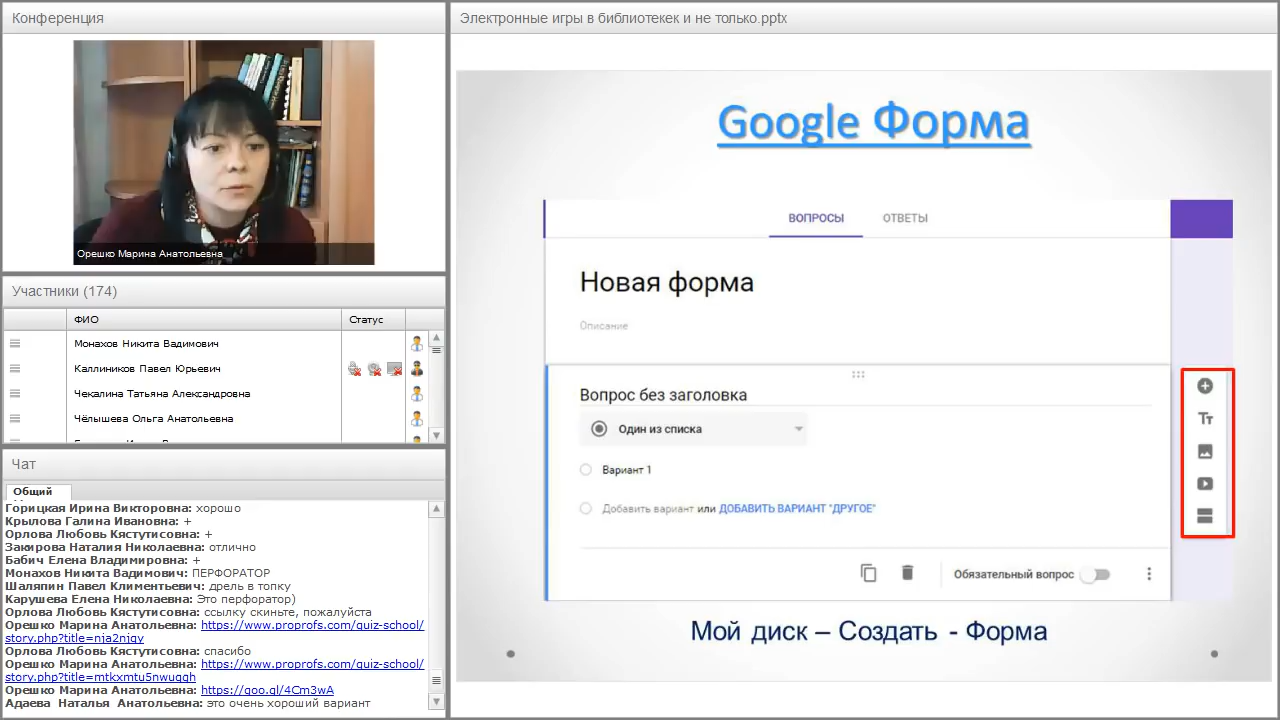 Конференция
Орешко Марина Анатольевна
Участники (174)
ФИО
Статус
Монахов Никита Вадимович
Каллиников Павел Юрьевич
Чекалина Татьяна Александровна
Чёлышева Ольга Анатольевна
Чат
Общий
Горицкая Ирина Викторовна: хорошо
Крылова Галина Ивановна: +
Орлова Любовь Кястутисовна: +
Закирова Наталия Николаевна: отлично
Бабич Елена Владимировна: +
Монахов Никита Вадимович: ПЕРФОРАТОР
Шаляпин Павел Климентьевич: дрель в топку
Карушева Елена Николаевна: Это перфоратор)
Орлова Любовь Кястутисовна: ссылку скиньте, пожалуйста
Орешко Марина Анатольевна: https://www.proprofs.com/quiz-school/
story.php?title=nja2njgy
Орлова Любовь Кястутисовна: спасибо
Орешко Марина Анатольевна: https://www.proprofs.com/quiz-school/
story.php?title=mtkxmtu5nwuqgh
Орешко Марина Анатольевна: https://goo.gl/4Cm3wA
Адаева Наталья Анатольевна: это очень хороший вариант
Электронные игры в библиотекек и не только.pptx
Google Форма
ВОПРОСЫ
ОТВЕТЫ
Новая форма
Описание
Вопрос без заголовка
Один из списка
Вариант 1
Добавить вариант или ДОБАВИТЬ ВАРИАНТ "ДРУГОЕ"
Обязательный вопрос
Tт
Мой диск – Создать - Форма